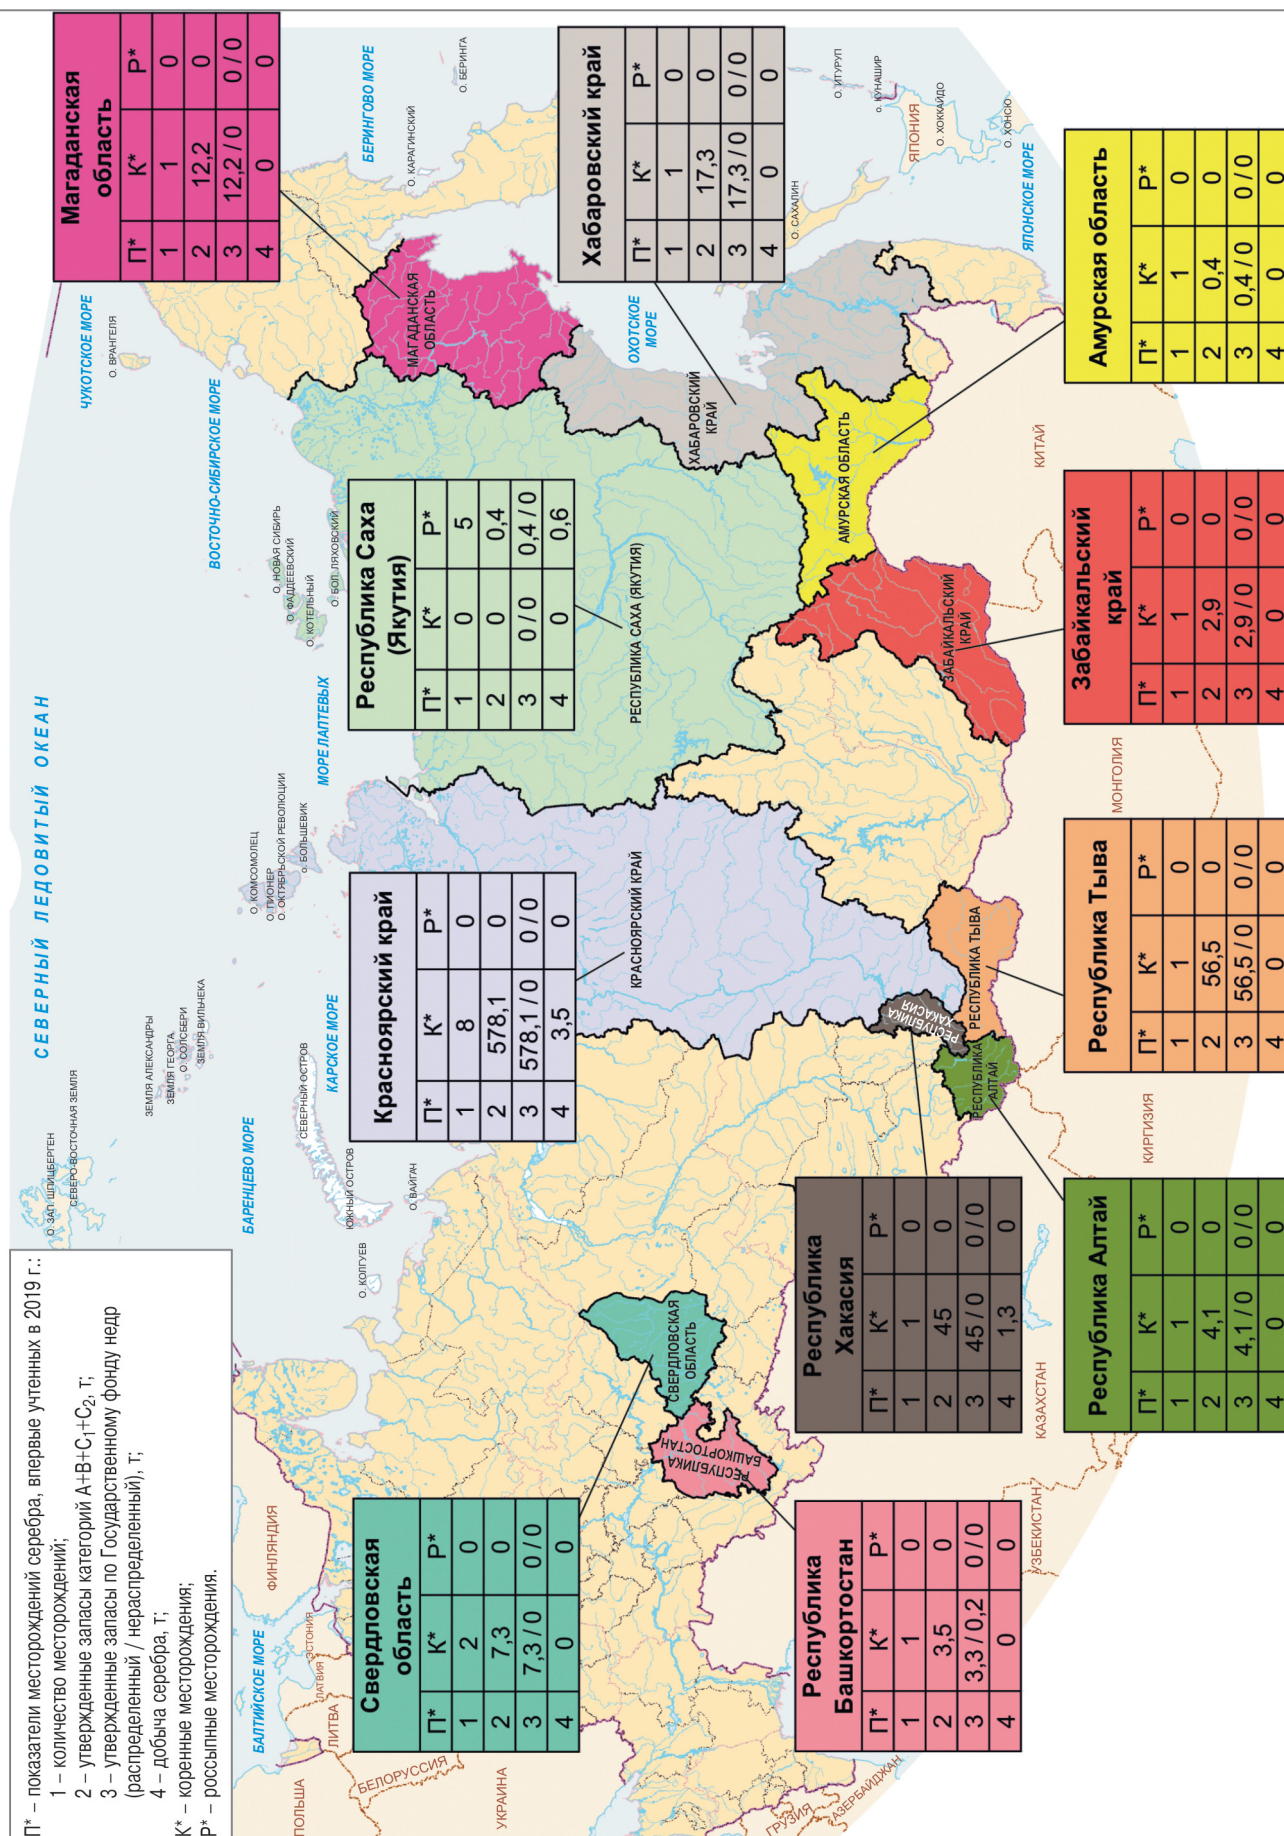 П* – показатели месторождений серебра, впервые учтенных в 2019 г.:
1 – количество месторождений;
2 – утвержденные запасы категорий A+B+C₁+C₂, т;
3 – утвержденные запасы по Государственному фонду недр
(распределенный / нераспределенный), т;
4 – добыча серебра, т;
К* – коренные месторождения;
Р* – россыпные месторождения.
СЕВЕРНЫЙ ЛЕДОВИТЫЙ ОКЕАН
О. ЗАП. ШПИЦБЕРГЕН
СЕВЕРО-ВОСТОЧНАЯ ЗЕМЛЯ
ЗЕМЛЯ АЛЕКСАНДРЫ
ЗЕМЛЯ ГЕОРГА
О. СОЛСБЕРИ
ЗЕМЛЯ ВИЛЬЧЕКА
О. КОМСОМОЛЕЦ
О. ПИОНЕР
О. ОКТЯБРЬСКОЙ РЕВОЛЮЦИИ
О. БОЛЬШЕВИК
О. НОВАЯ СИБИРЬ
О. ФАДДЕЕВСКИЙ
О. КОТЕЛЬНЫЙ
О. БОЛ. ЛЯХОВСКИЙ
О. ВРАНГЕЛЯ
ЧУКОТСКОЕ МОРЕ
ВОСТОЧНО-СИБИРСКОЕ МОРЕ
МОРЕ ЛАПТЕВЫХ
КАРСКОЕ МОРЕ
БАРЕНЦЕВО МОРЕ
БАЛТИЙСКОЕ МОРЕ
БЕРИНГОВО МОРЕ
ОХОТСКОЕ
МОРЕ
ЯПОНСКОЕ МОРЕ
СЕВЕРНЫЙ ОСТРОВ
ЮЖНЫЙ ОСТРОВ
О. ВАЙГАЧ
О. КОЛГУЕВ
О. КАРАГИНСКИЙ
О. БЕРИНГА
О. САХАЛИН
О. ИТУРУП
О. КУНАШИР
ЯПОНИЯ
О. ХОККАЙДО
О. ХОНСЮ
ФИНЛЯНДИЯ
ЭСТОНИЯ
ЛАТВИЯ
ЛИТВА
ПОЛЬША
БЕЛОРУССИЯ
УКРАИНА
ГРУЗИЯ
АЗЕРБАЙДЖАН
УЗБЕКИСТАН
КАЗАХСТАН
КИРГИЗИЯ
МОНГОЛИЯ
КИТАЙ
Магаданская
область
П* К* Р*
1 1 0
2 12,2 0
3 12,2 / 0 0 / 0
4 0 0
МАГАДАНСКАЯ
ОБЛАСТЬ
Хабаровский край
П* К* Р*
1 1 0
2 17,3 0
3 17,3 / 0 0 / 0
4 0 0
ХАБАРОВСКИЙ
КРАЙ
Республика Саха
(Якутия)
П* К* Р*
1 0 5
2 0 0,4
3 0 / 0 0,4 / 0
4 0 0,6
РЕСПУБЛИКА САХА (ЯКУТИЯ)
Красноярский край
П* К* Р*
1 8 0
2 578,1 0
3 578,1 / 0 0 / 0
4 3,5 0
КРАСНОЯРСКИЙ КРАЙ
Свердловская
область
П* К* Р*
1 2 0
2 7,3 0
3 7,3 / 0 0 / 0
4 0 0
СВЕРДЛОВСКАЯ
ОБЛАСТЬ
Республика
Башкортостан
П* К* Р*
1 1 0
2 3,5 0
3 3,3 / 0,2 0 / 0
4 0 0
РЕСПУБЛИКА
БАШКОРТОСТАН
Республика
Хакасия
П* К* Р*
1 1 0
2 45 0
3 45 / 0 0 / 0
4 1,3 0
РЕСПУБЛИКА
ХАКАСИЯ
Республика Алтай
П* К* Р*
1 1 0
2 4,1 0
3 4,1 / 0 0 / 0
4 0 0
РЕСПУБЛИКА
АЛТАЙ
Республика Тыва
П* К* Р*
1 1 0
2 56,5 0
3 56,5 / 0 0 / 0
4 0 0
РЕСПУБЛИКА ТЫВА
Забайкальский
край
П* К* Р*
1 1 0
2 2,9 0
3 2,9 / 0 0 / 0
4 0 0
ЗАБАЙКАЛЬСКИЙ
КРАЙ
Амурская область
П* К* Р*
1 1 0
2 0,4 0
3 0,4 / 0 0 / 0
4 0 0
АМУРСКАЯ ОБЛАСТЬ